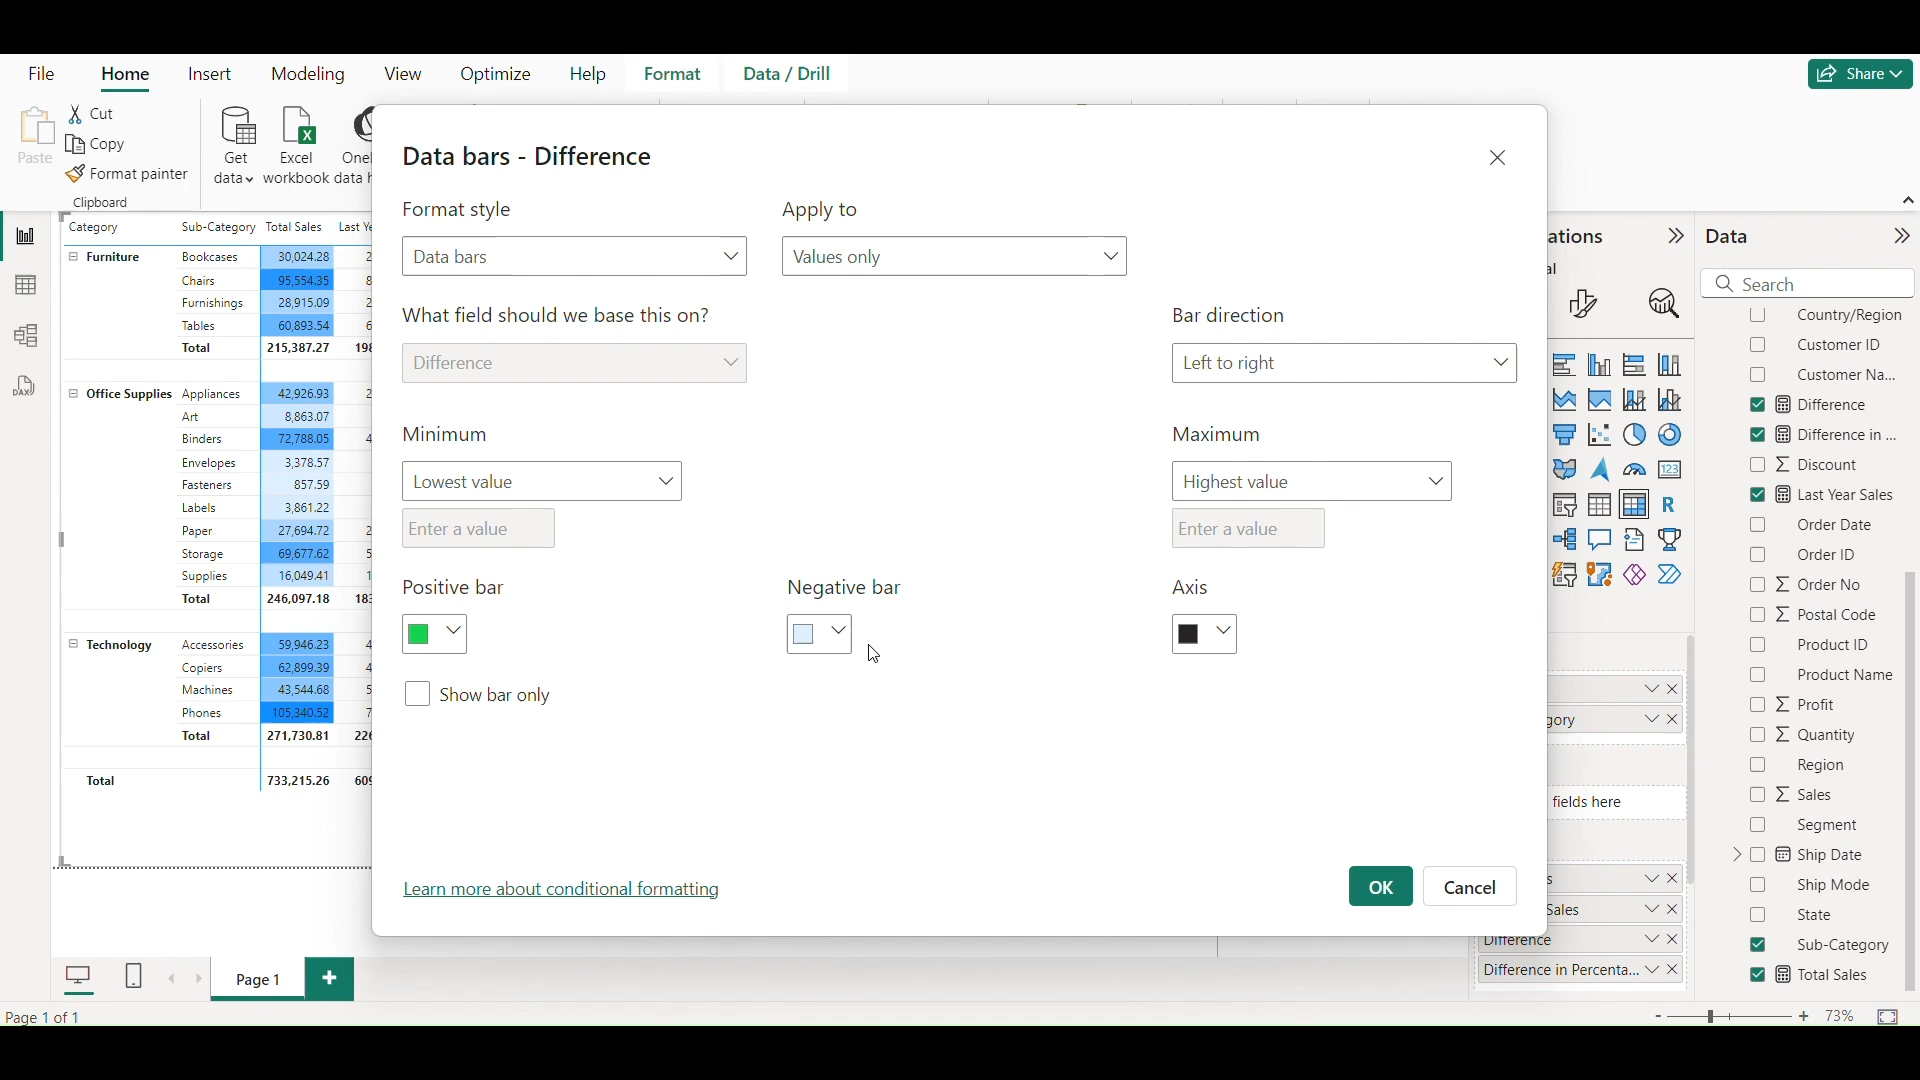 File Home Insert Modeling View Optimize Help Format Data / Drill Share
Paste
Cut
Copy
Format painter
Clipboard
Get data
Excel workbook
data
Data bars - Difference
Format style Apply to
Data bars Values only
What field should we base this on? Bar direction
Difference Left to right
Minimum Maximum
Lowest value Highest value
Enter a value Enter a value
Positive bar Negative bar Axis
Show bar only
Learn more about conditional formatting
OK Cancel
Category Sub-Category Total Sales Last
Furniture Bookcases 30,024.28
Chairs 95,554.35
Furnishings 28,915.09
Tables 60,893.54
Total 215,387.27
Office Supplies Appliances 42,926.93
Art 8,863.07
Binders 72,788.05
Envelopes 3,378.57
Fasteners 857.59
Labels 3,861.22
Paper 27,694.72
Storage 69,677.62
Supplies 16,049.41
Total 246,097.18
Technology Accessories 59,946.23
Copiers 62,899.39
Machines 43,544.68
Phones 105,340.52
Total 271,730.81
Total 733,215.26
DAX
ations
al
123
R
gory
fields here
s
Sales
Difference
Difference in Percenta...
Data
Search
Country/Region
Customer ID
Customer Na...
Difference
Difference in ...
Discount
Last Year Sales
Order Date
Order ID
Order No
Postal Code
Product ID
Product Name
Profit
Quantity
Region
Sales
Segment
Ship Date
Ship Mode
State
Sub-Category
Total Sales
Page 1 +
Page 1 of 1
- + 73%